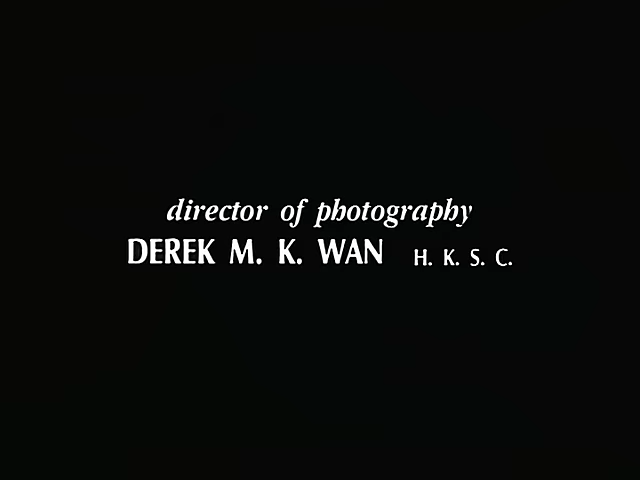 director of photography
DEREK M. K. WAN H. K. S. C.